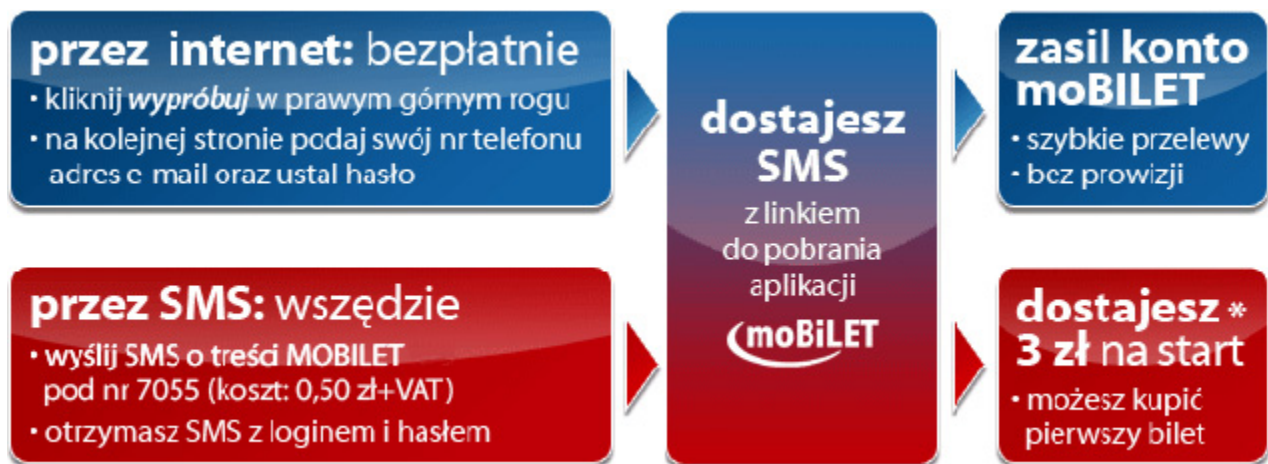 przez internet: bezpłatnie
• kliknij wypróbuj w prawym górnym rogu
• na kolejnej stronie podaj swój nr telefonu
adres e-mail oraz ustal hasło
przez SMS: wszędzie
• wyślij SMS o treści MOBILET
pod nr 7055 (koszt: 0,50 zł+VAT)
• otrzymasz SMS z loginem i hasłem
dostajesz
SMS
z linkiem
do pobrania
aplikacji
moBiLET
zasil konto
moBILET
• szybkie przelewy
• bez prowizji
dostajesz *
3 zł na start
• możesz kupić
pierwszy bilet